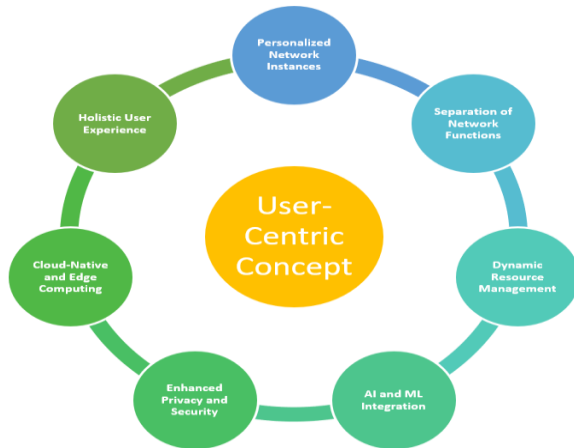 Personalized
Network
Instances
Separation of
Network
Functions
Dynamic
Resource
Management
AI and ML
Integration
Enhanced
Privacy and
Security
Cloud-Native
and Edge
Computing
Holistic User
Experience
User-
Centric
Concept